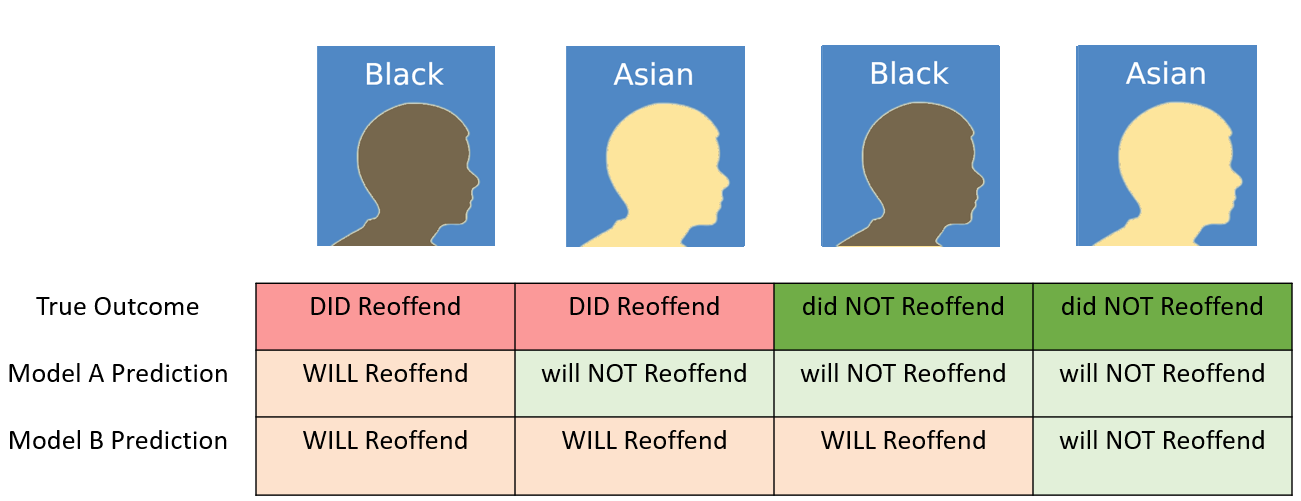 Black Asian Black Asian
True Outcome DID Reoffend DID Reoffend did NOT Reoffend did NOT Reoffend
Model A Prediction WILL Reoffend will NOT Reoffend will NOT Reoffend will NOT Reoffend
Model B Prediction WILL Reoffend WILL Reoffend WILL Reoffend will NOT Reoffend